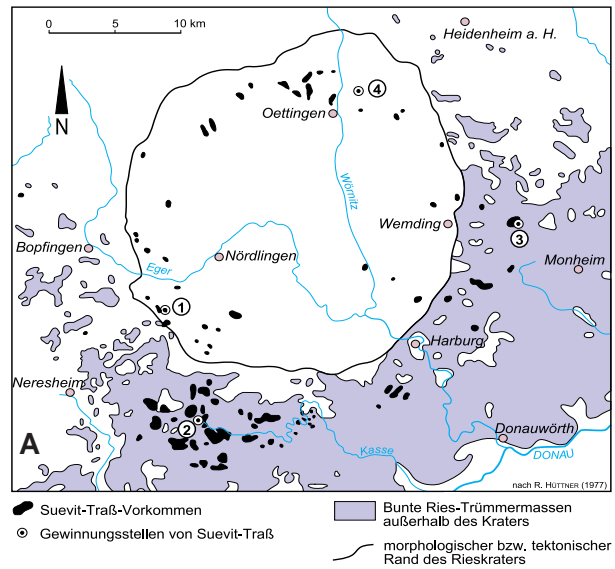 0 5 10 km
Heidenheim a. H.
N
4
Oettingen
Wörnitz
Wemding
3
Bopfingen
Nördlingen
Eger
Monheim
1
Harburg
Neresheim
2
A
Kasse
Donauwörth
DONAU
nach R. HÜTTNER (1977)
Suevit-Traß-Vorkommen
Gewinnungsstellen von Suevit-Traß
Bunte Ries-Trümmermassen
außerhalb des Kraters
morphologischer bzw. tektonischer
Rand des Rieskraters